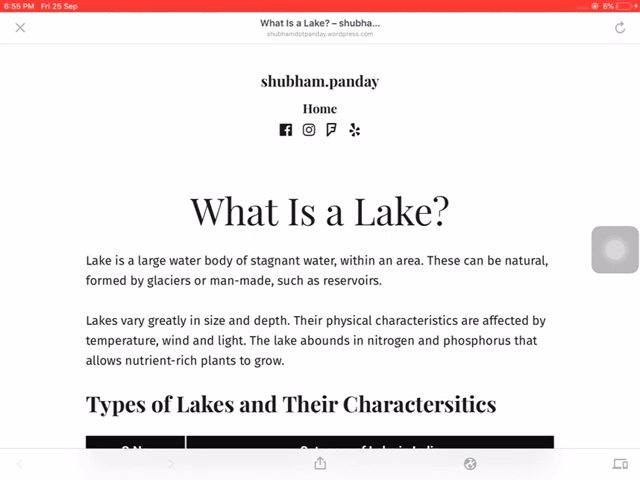 6:55 PM Fri 25 Sep
5%
What Is a Lake? – shubha...
shubhamdotpanday.wordpress.com
shubham.panday
Home
What Is a Lake?
Lake is a large water body of stagnant water, within an area. These can be natural,
formed by glaciers or man-made, such as reservoirs.
Lakes vary greatly in size and depth. Their physical characteristics are affected by
temperature, wind and light. The lake abounds in nitrogen and phosphorus that
allows nutrient-rich plants to grow.
Types of Lakes and Their Charactersitics